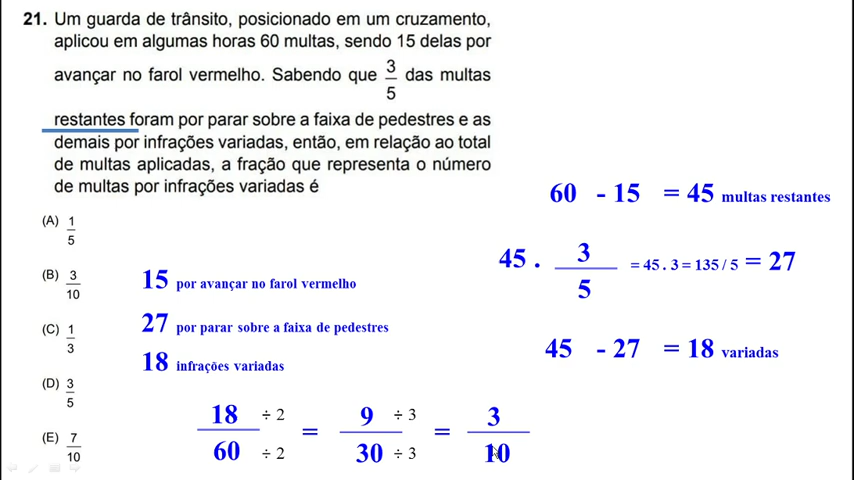 21. Um guarda de trânsito, posicionado em um cruzamento,
aplicou em algumas horas 60 multas, sendo 15 delas por
avançar no farol vermelho. Sabendo que 3/5 das multas
restantes foram por parar sobre a faixa de pedestres e as
demais por infrações variadas, então, em relação ao total
de multas aplicadas, a fração que representa o número
de multas por infrações variadas é
(A) 1/5
(B) 3/10
(C) 1/3
(D) 3/5
(E) 7/10
60 - 15 = 45 multas restantes
45 . 3/5 = 45 . 3 = 135 / 5 = 27
45 - 27 = 18 variadas
15 por avançar no farol vermelho
27 por parar sobre a faixa de pedestres
18 infrações variadas
18 ÷ 2 / 60 ÷ 2 = 9 ÷ 3 / 30 ÷ 3 = 3/10